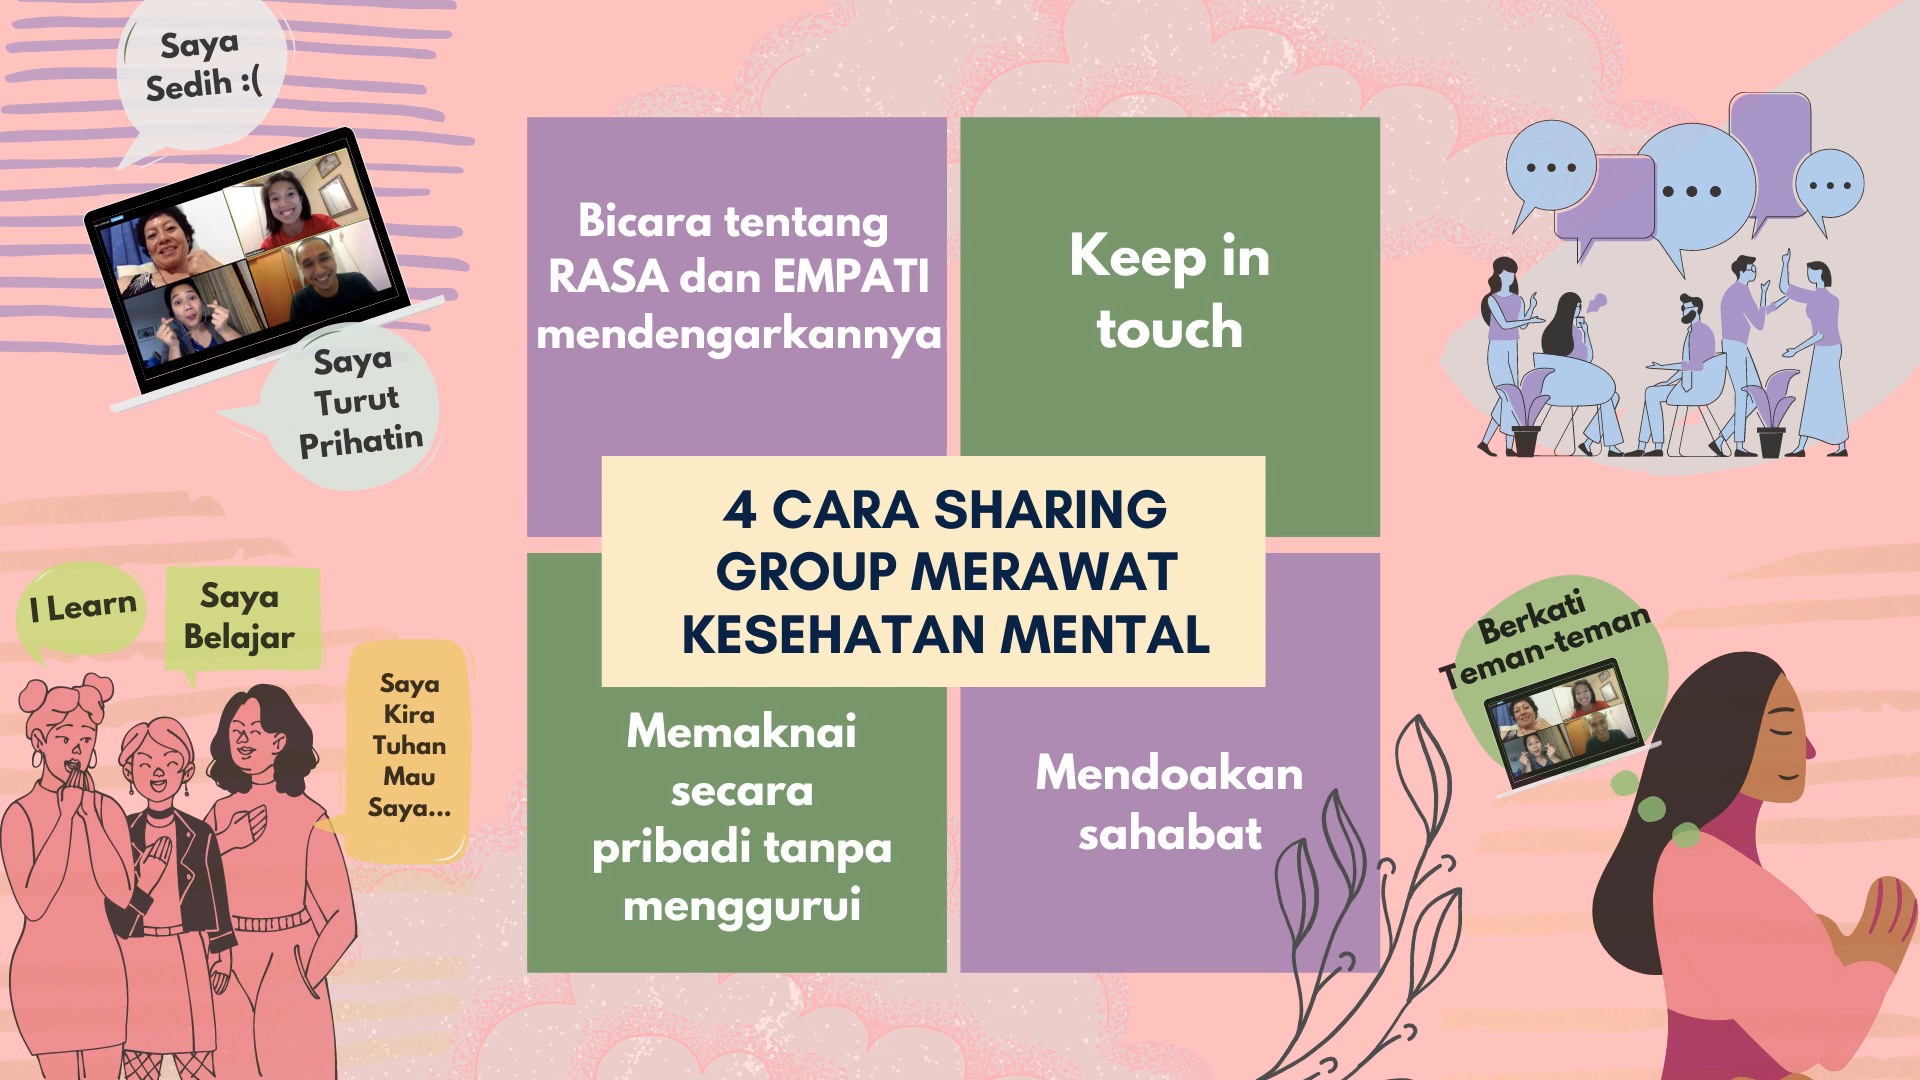 Saya
Sedih :(
Saya
Turut
Prihatin
Bicara tentang
RASA dan EMPATI
mendengarkannya
Keep in
touch
4 CARA SHARING
GROUP MERAWAT
KESEHATAN MENTAL
I Learn
Saya
Belajar
Saya
Kira
Tuhan
Mau
Saya...
Memaknai
secara
pribadi tanpa
menggurui
Mendoakan
sahabat
Berkati
Teman-teman